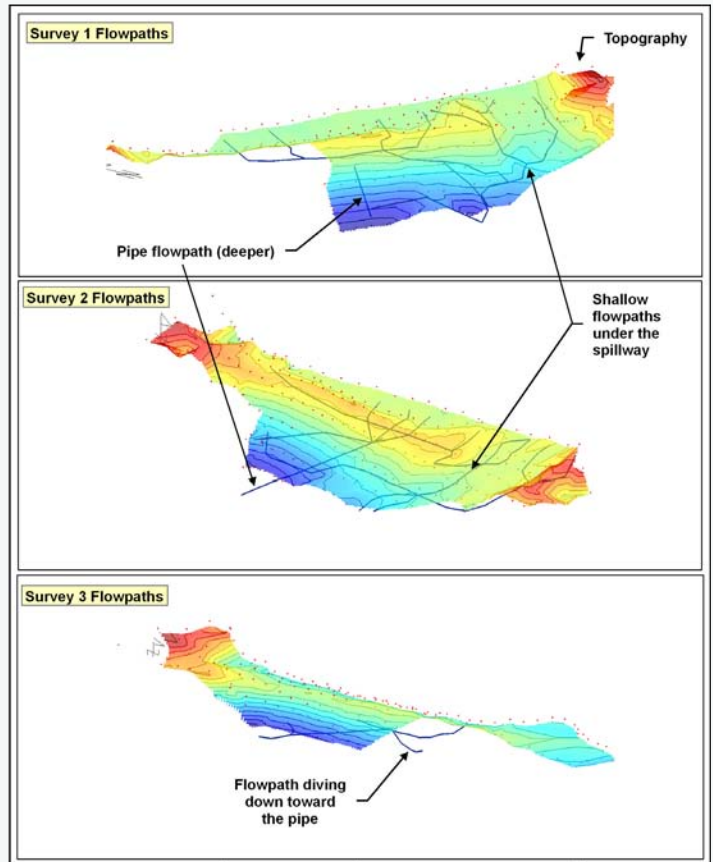 Survey 1 Flowpaths
Topography
Pipe flowpath (deeper)
Survey 2 Flowpaths
Shallow
flowpaths
under the
spillway
Survey 3 Flowpaths
Flowpath diving
down toward
the pipe